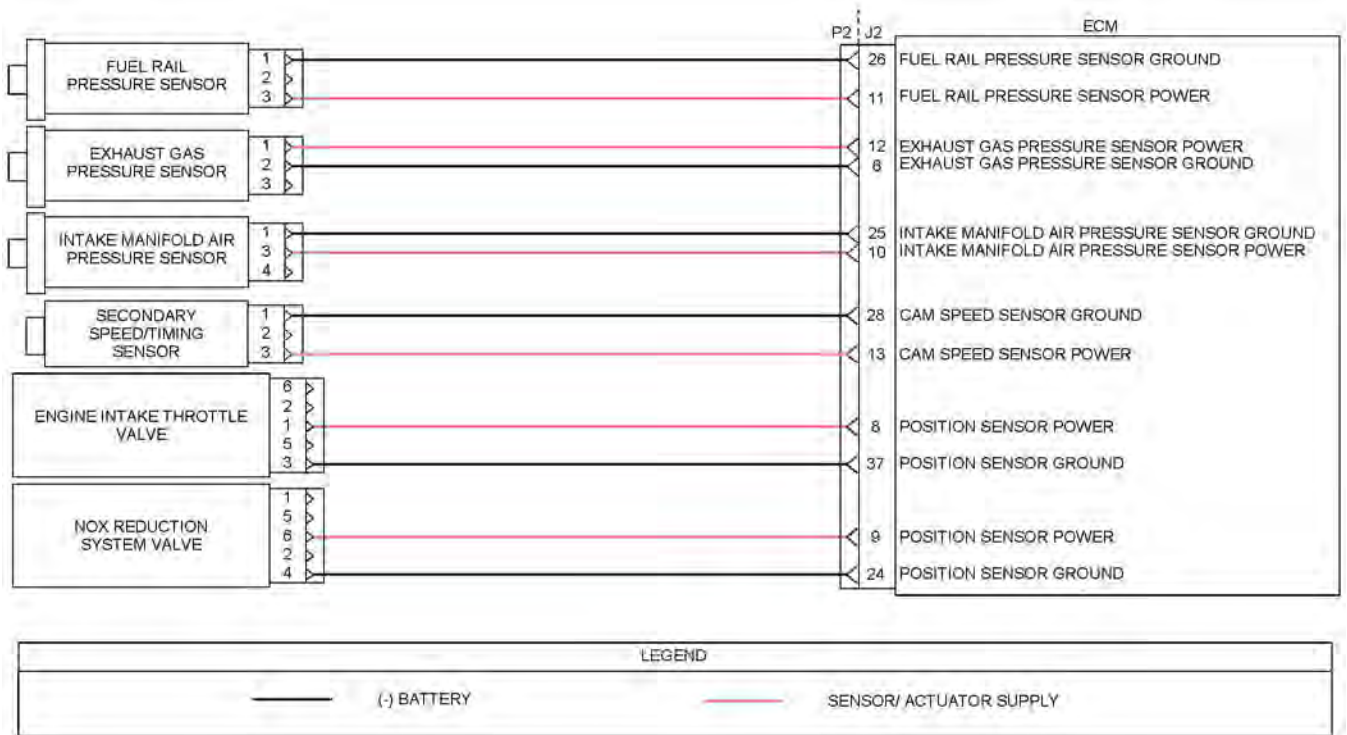 P2 J2
ECM
FUEL RAIL
PRESSURE SENSOR
1
2
3
26 FUEL RAIL PRESSURE SENSOR GROUND
11 FUEL RAIL PRESSURE SENSOR POWER
EXHAUST GAS
PRESSURE SENSOR
1
2
3
12 EXHAUST GAS PRESSURE SENSOR POWER
6 EXHAUST GAS PRESSURE SENSOR GROUND
INTAKE MANIFOLD AIR
PRESSURE SENSOR
1
3
4
25 INTAKE MANIFOLD AIR PRESSURE SENSOR GROUND
10 INTAKE MANIFOLD AIR PRESSURE SENSOR POWER
SECONDARY
SPEED/TIMING
SENSOR
1
2
3
28 CAM SPEED SENSOR GROUND
13 CAM SPEED SENSOR POWER
ENGINE INTAKE THROTTLE
VALVE
6
2
1
5
3
8 POSITION SENSOR POWER
37 POSITION SENSOR GROUND
NOX REDUCTION
SYSTEM VALVE
1
5
6
2
4
9 POSITION SENSOR POWER
24 POSITION SENSOR GROUND
LEGEND
(-) BATTERY
SENSOR/ ACTUATOR SUPPLY